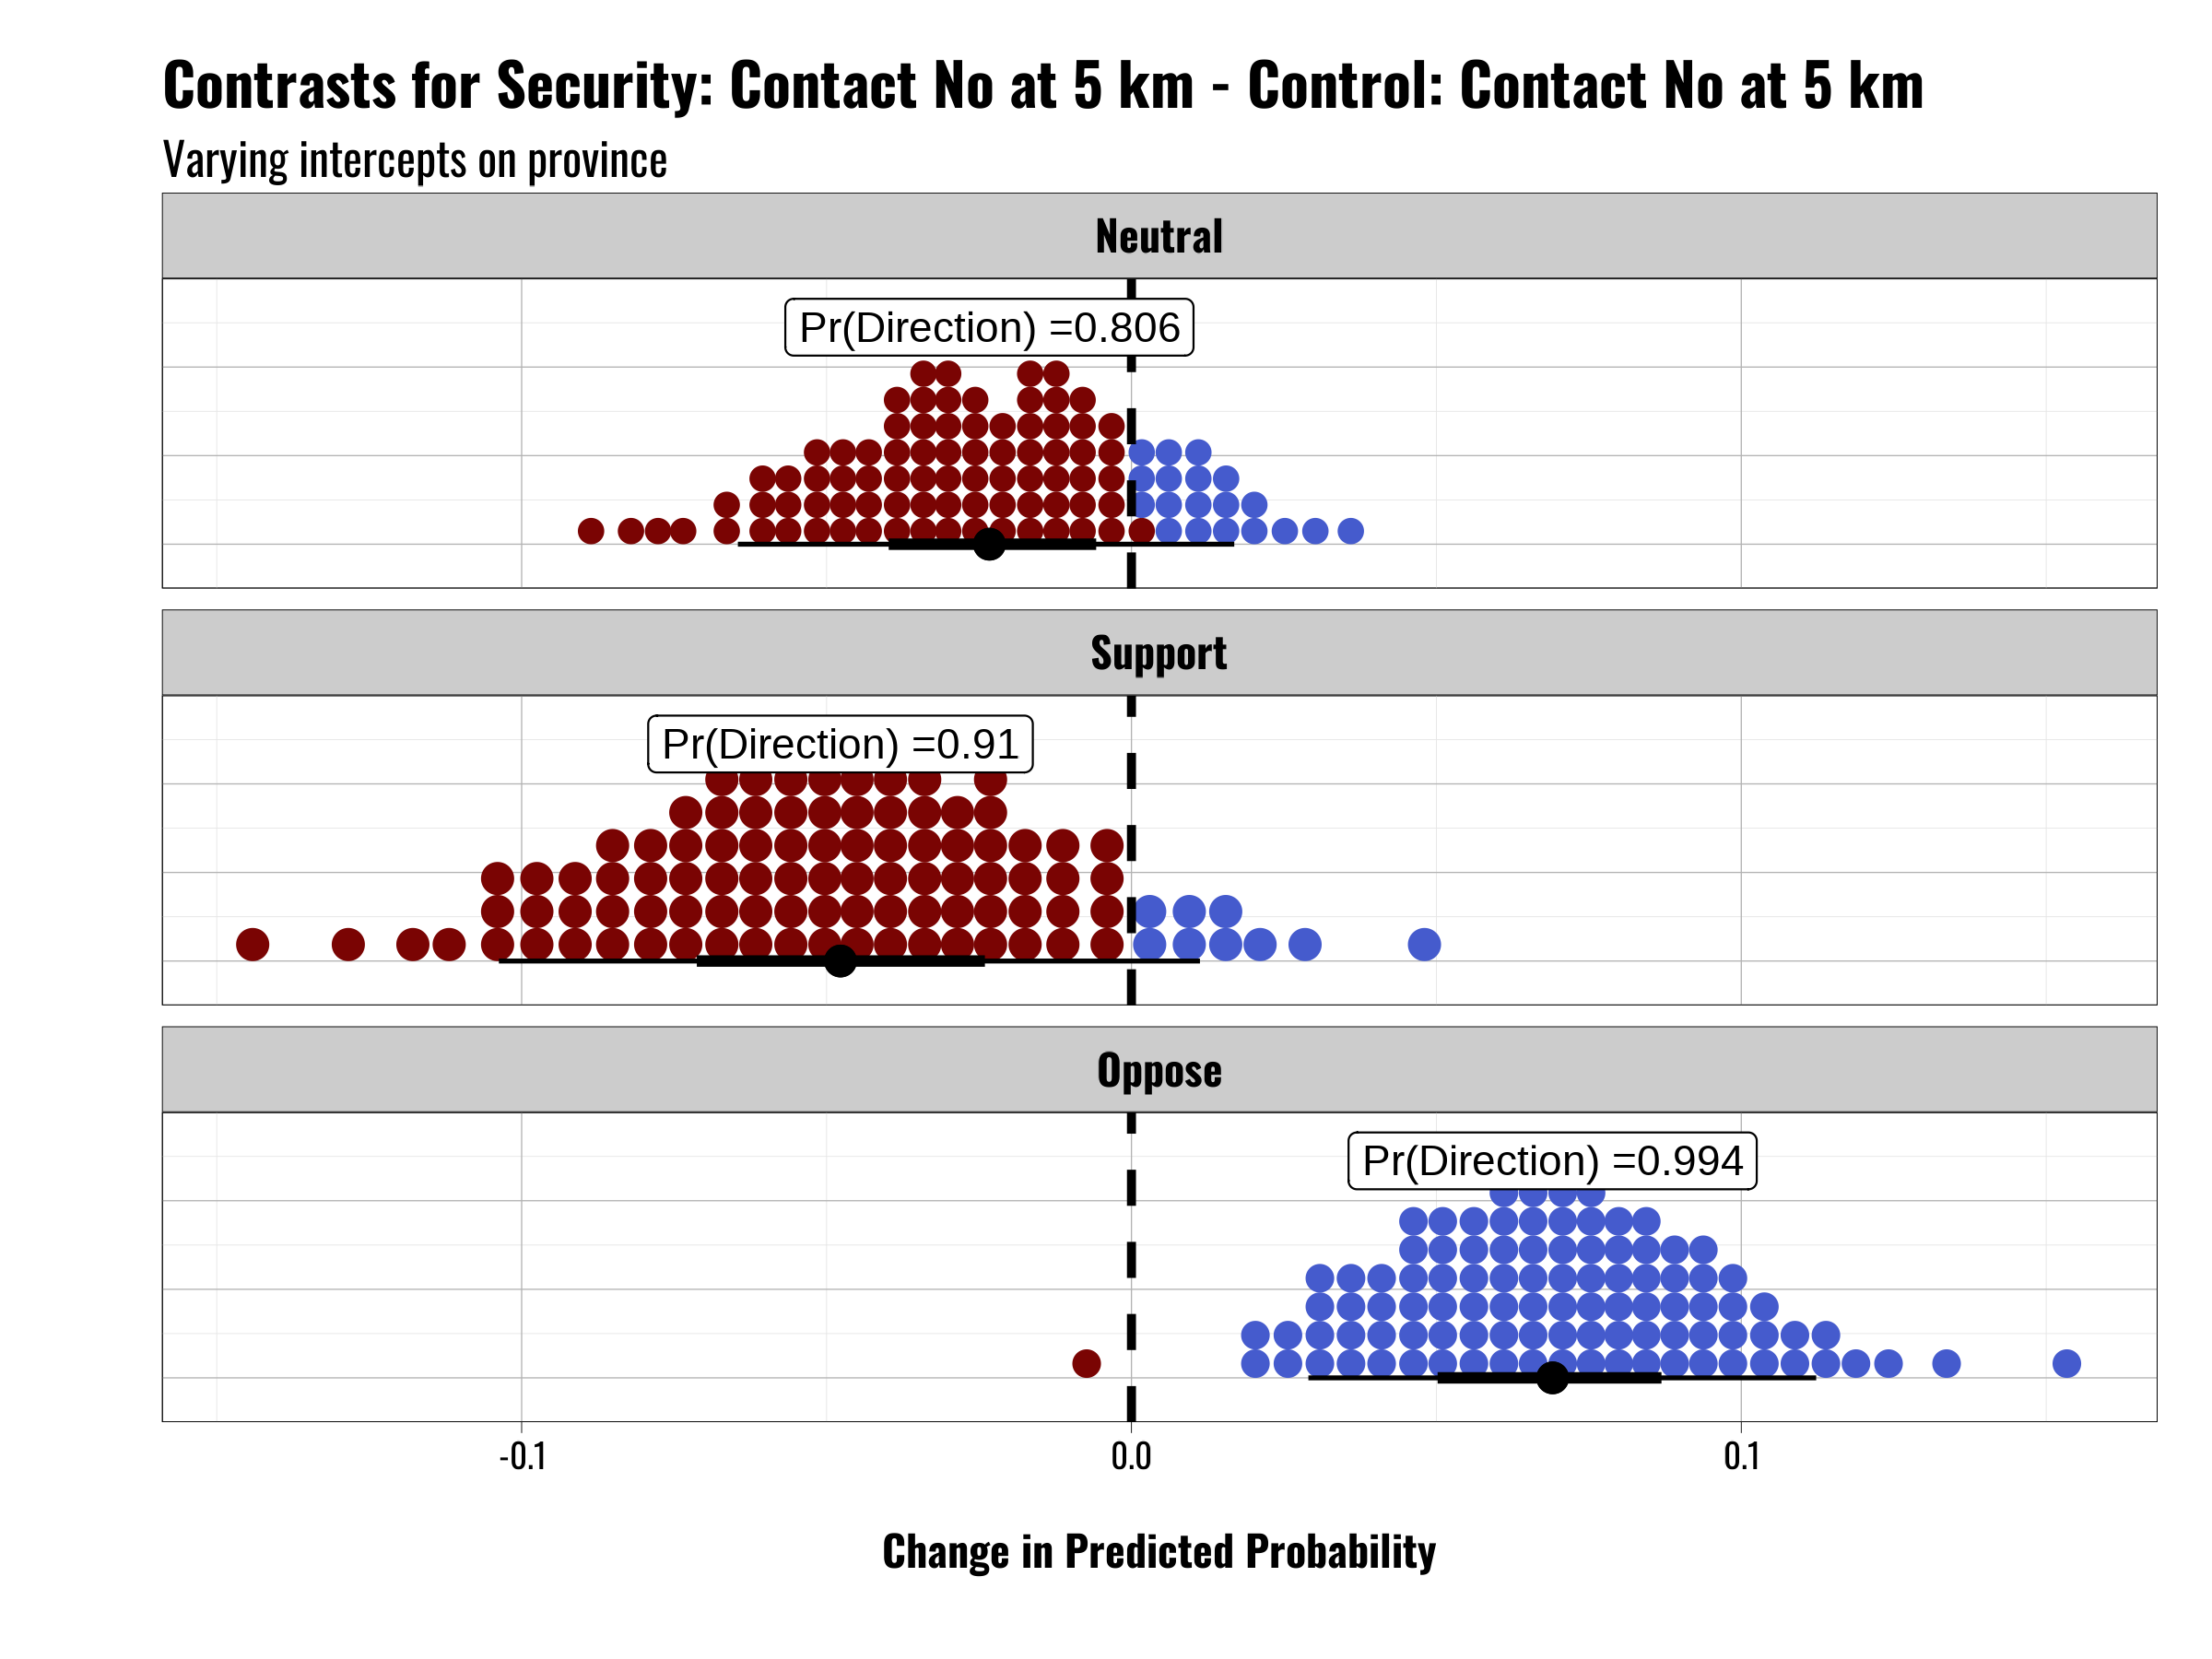 Contrasts for Security: Contact No at 5 km - Control: Contact No at 5 km
Varying intercepts on province
Neutral
Pr(Direction) =0.806
Support
Pr(Direction) =0.91
Oppose
Pr(Direction) =0.994
-0.1 0.0 0.1
Change in Predicted Probability